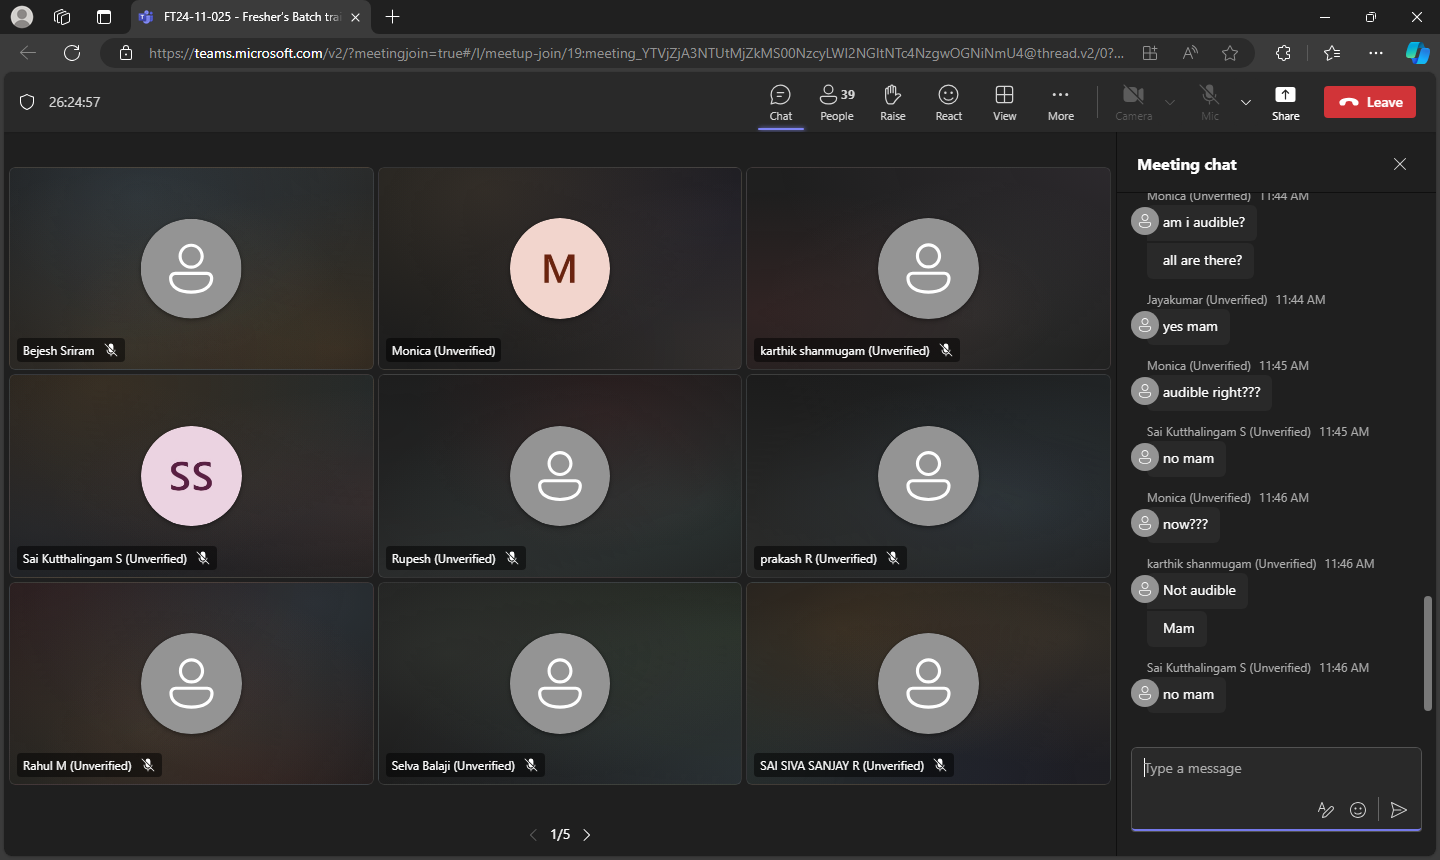 FT24-11-025 - Fresher's Batch trai
https://teams.microsoft.com/v2/?meetingjoin=true#/l/meetup-join/19:meeting_YTVjZjA3NTUtMjZkMS00NzcyLWI2NGItNTc4NzgwOGNiNmU4@thread.v2/0?...
26:24:57
Chat
39
People
Raise
React
View
More
Camera
Mic
Share
Leave
Bejesh Sriram
M
Monica (Unverified)
karthik shanmugam (Unverified)
SS
Sai Kutthalingam S (Unverified)
Rupesh (Unverified)
prakash R (Unverified)
Rahul M (Unverified)
Selva Balaji (Unverified)
SAI SIVA SANJAY R (Unverified)
1/5
Meeting chat
Monica (Unverified) 11:44 AM
am i audible?
all are there?
Jayakumar (Unverified) 11:44 AM
yes mam
Monica (Unverified) 11:45 AM
audible right???
Sai Kutthalingam S (Unverified) 11:45 AM
no mam
Monica (Unverified) 11:46 AM
now???
karthik shanmugam (Unverified) 11:46 AM
Not audible
Mam
Sai Kutthalingam S (Unverified) 11:46 AM
no mam
Type a message